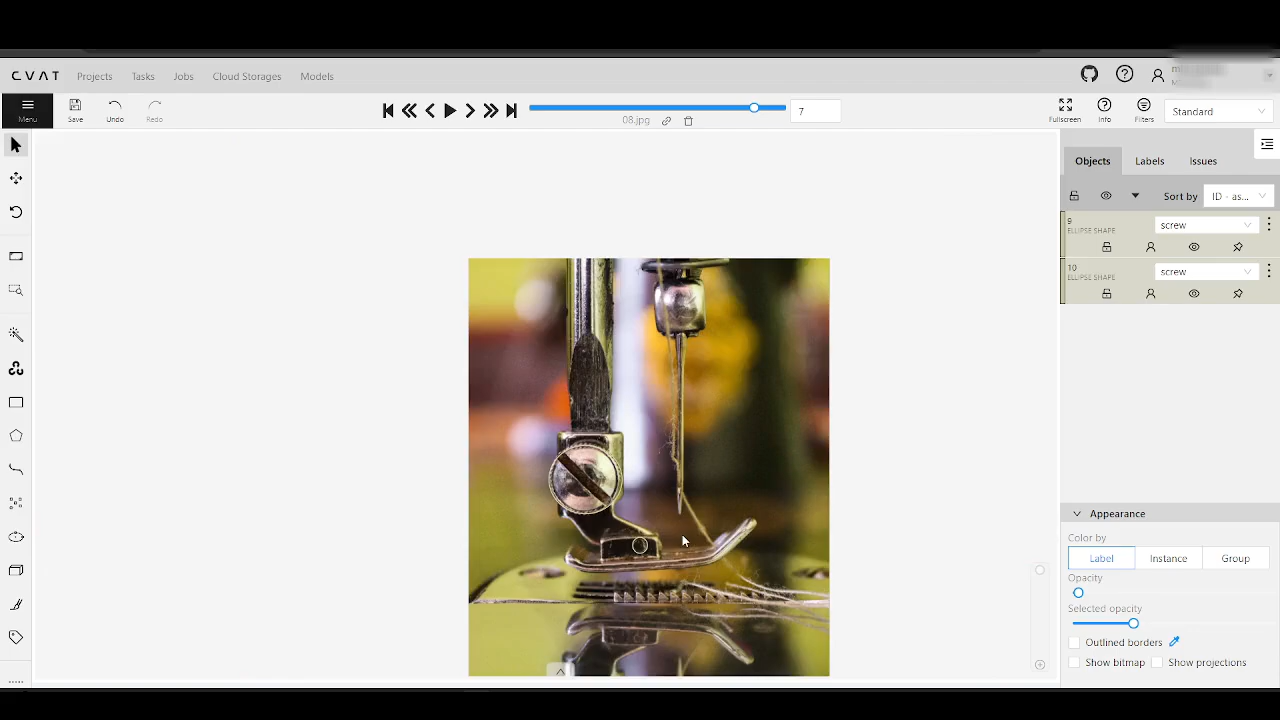 CVAT Projects Tasks Jobs Cloud Storages Models
Menu Save Undo Redo 08.jpg 7 Fullscreen Info Filters Standard
Objects Labels Issues
Sort by ID - as...
9
ELLIPSE SHAPE
screw
10
ELLIPSE SHAPE
screw
Appearance
Color by
Label Instance Group
Opacity
Selected opacity
Outlined borders
Show bitmap Show projections